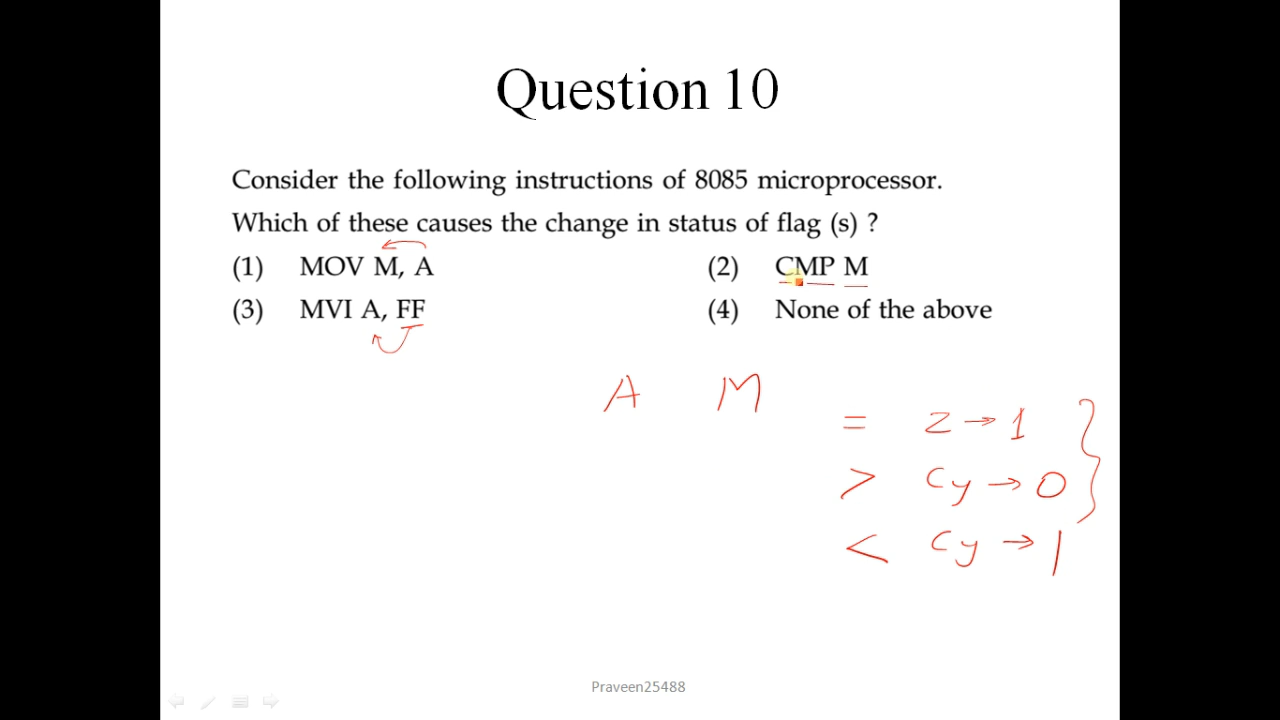 Question 10
Consider the following instructions of 8085 microprocessor.
Which of these causes the change in status of flag (s) ?
(1) MOV M, A (2) CMP M
(3) MVI A, FF (4) None of the above
A M
= Z → 1
> Cy → 0
< Cy → 1
Praveen25488